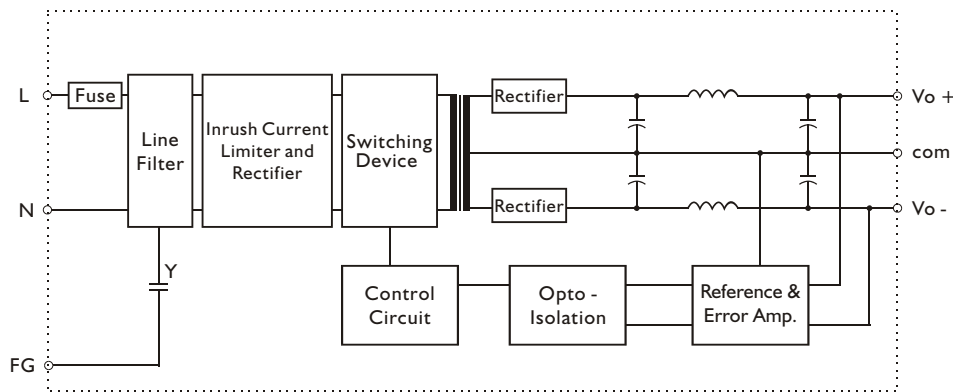 L
Fuse
Line
Filter
Inrush Current
Limiter and
Rectifier
Switching
Device
Rectifier
Vo +
com
N
Rectifier
Vo -
Y
Control
Circuit
Opto -
Isolation
Reference &
Error Amp.
FG